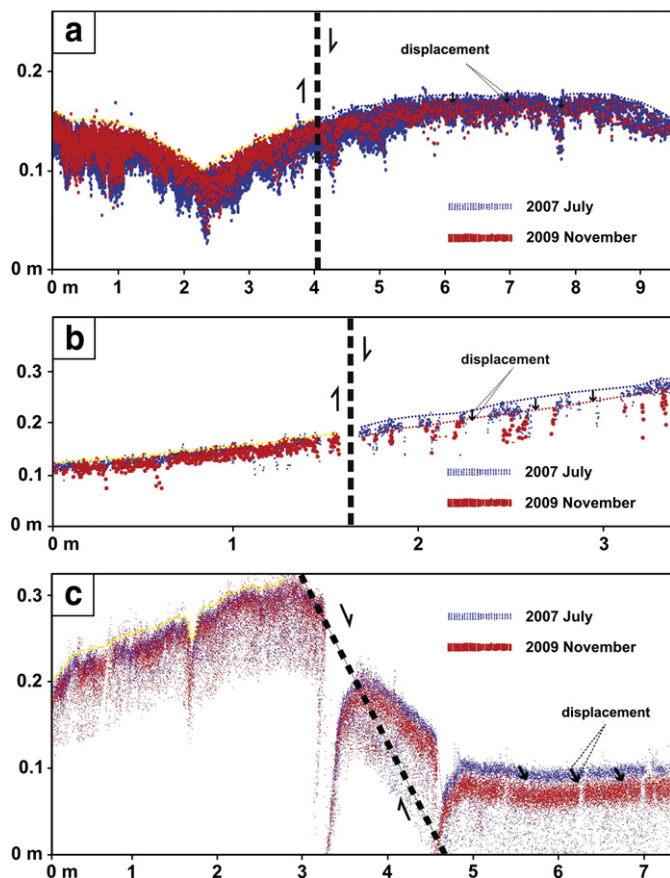 a
0.2
displacement
0.1
2007 July
2009 November
0 m
0 m 1 2 3 4 5 6 7 8 9
b
0.3
displacement
0.2
0.1
2007 July
2009 November
0 m
0 m 1 2 3
c
0.3
2007 July
2009 November
0.2
displacement
0.1
0 m
0 m 1 2 3 4 5 6 7